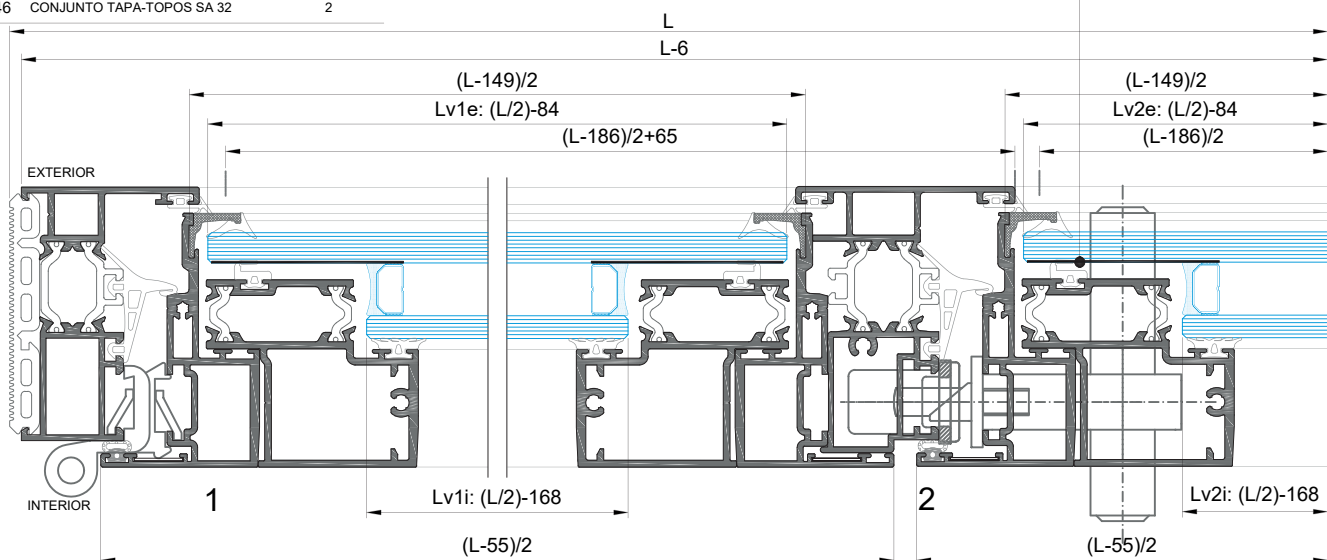 46 CONJUNTO TAPA-TOPOS SA 32 2
L
L-6
(L-149)/2 (L-149)/2
Lv1e: (L/2)-84 Lv2e: (L/2)-84
(L-186)/2+65 (L-186)/2
EXTERIOR
INTERIOR
1 2
Lv1i: (L/2)-168 Lv2i: (L/2)-168
(L-55)/2 (L-55)/2